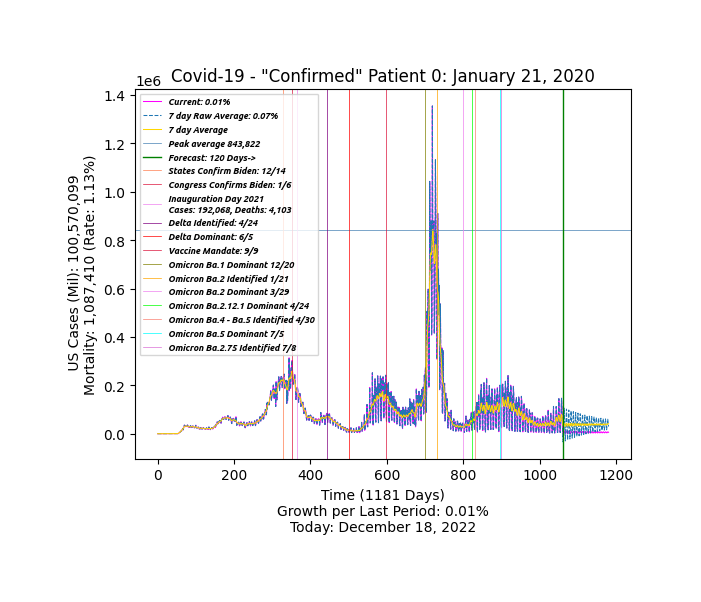 Covid-19 - "Confirmed" Patient 0: January 21, 2020
1e6
1.4
1.2
1.0
0.8
0.6
0.4
0.2
0.0
US Cases (Mil): 100,570,099
Mortality: 1,087,410 (Rate: 1.13%)
Current: 0.01%
7 day Raw Average: 0.07%
7 day Average
Peak average 843,822
Forecast: 120 Days->
States Confirm Biden: 12/14
Congress Confirms Biden: 1/6
Inauguration Day 2021
Cases: 192,068, Deaths: 4,103
Delta Identified: 4/24
Delta Dominant: 6/5
Vaccine Mandate: 9/9
Omicron Ba.1 Dominant 12/20
Omicron Ba.2 Identified 1/21
Omicron Ba.2 Dominant 3/29
Omicron Ba.2.12.1 Dominant 4/24
Omicron Ba.4 - Ba.5 Identified 4/30
Omicron Ba.5 Dominant 7/5
Omicron Ba.2.75 Identified 7/8
0 200 400 600 800 1000 1200
Time (1181 Days)
Growth per Last Period: 0.01%
Today: December 18, 2022